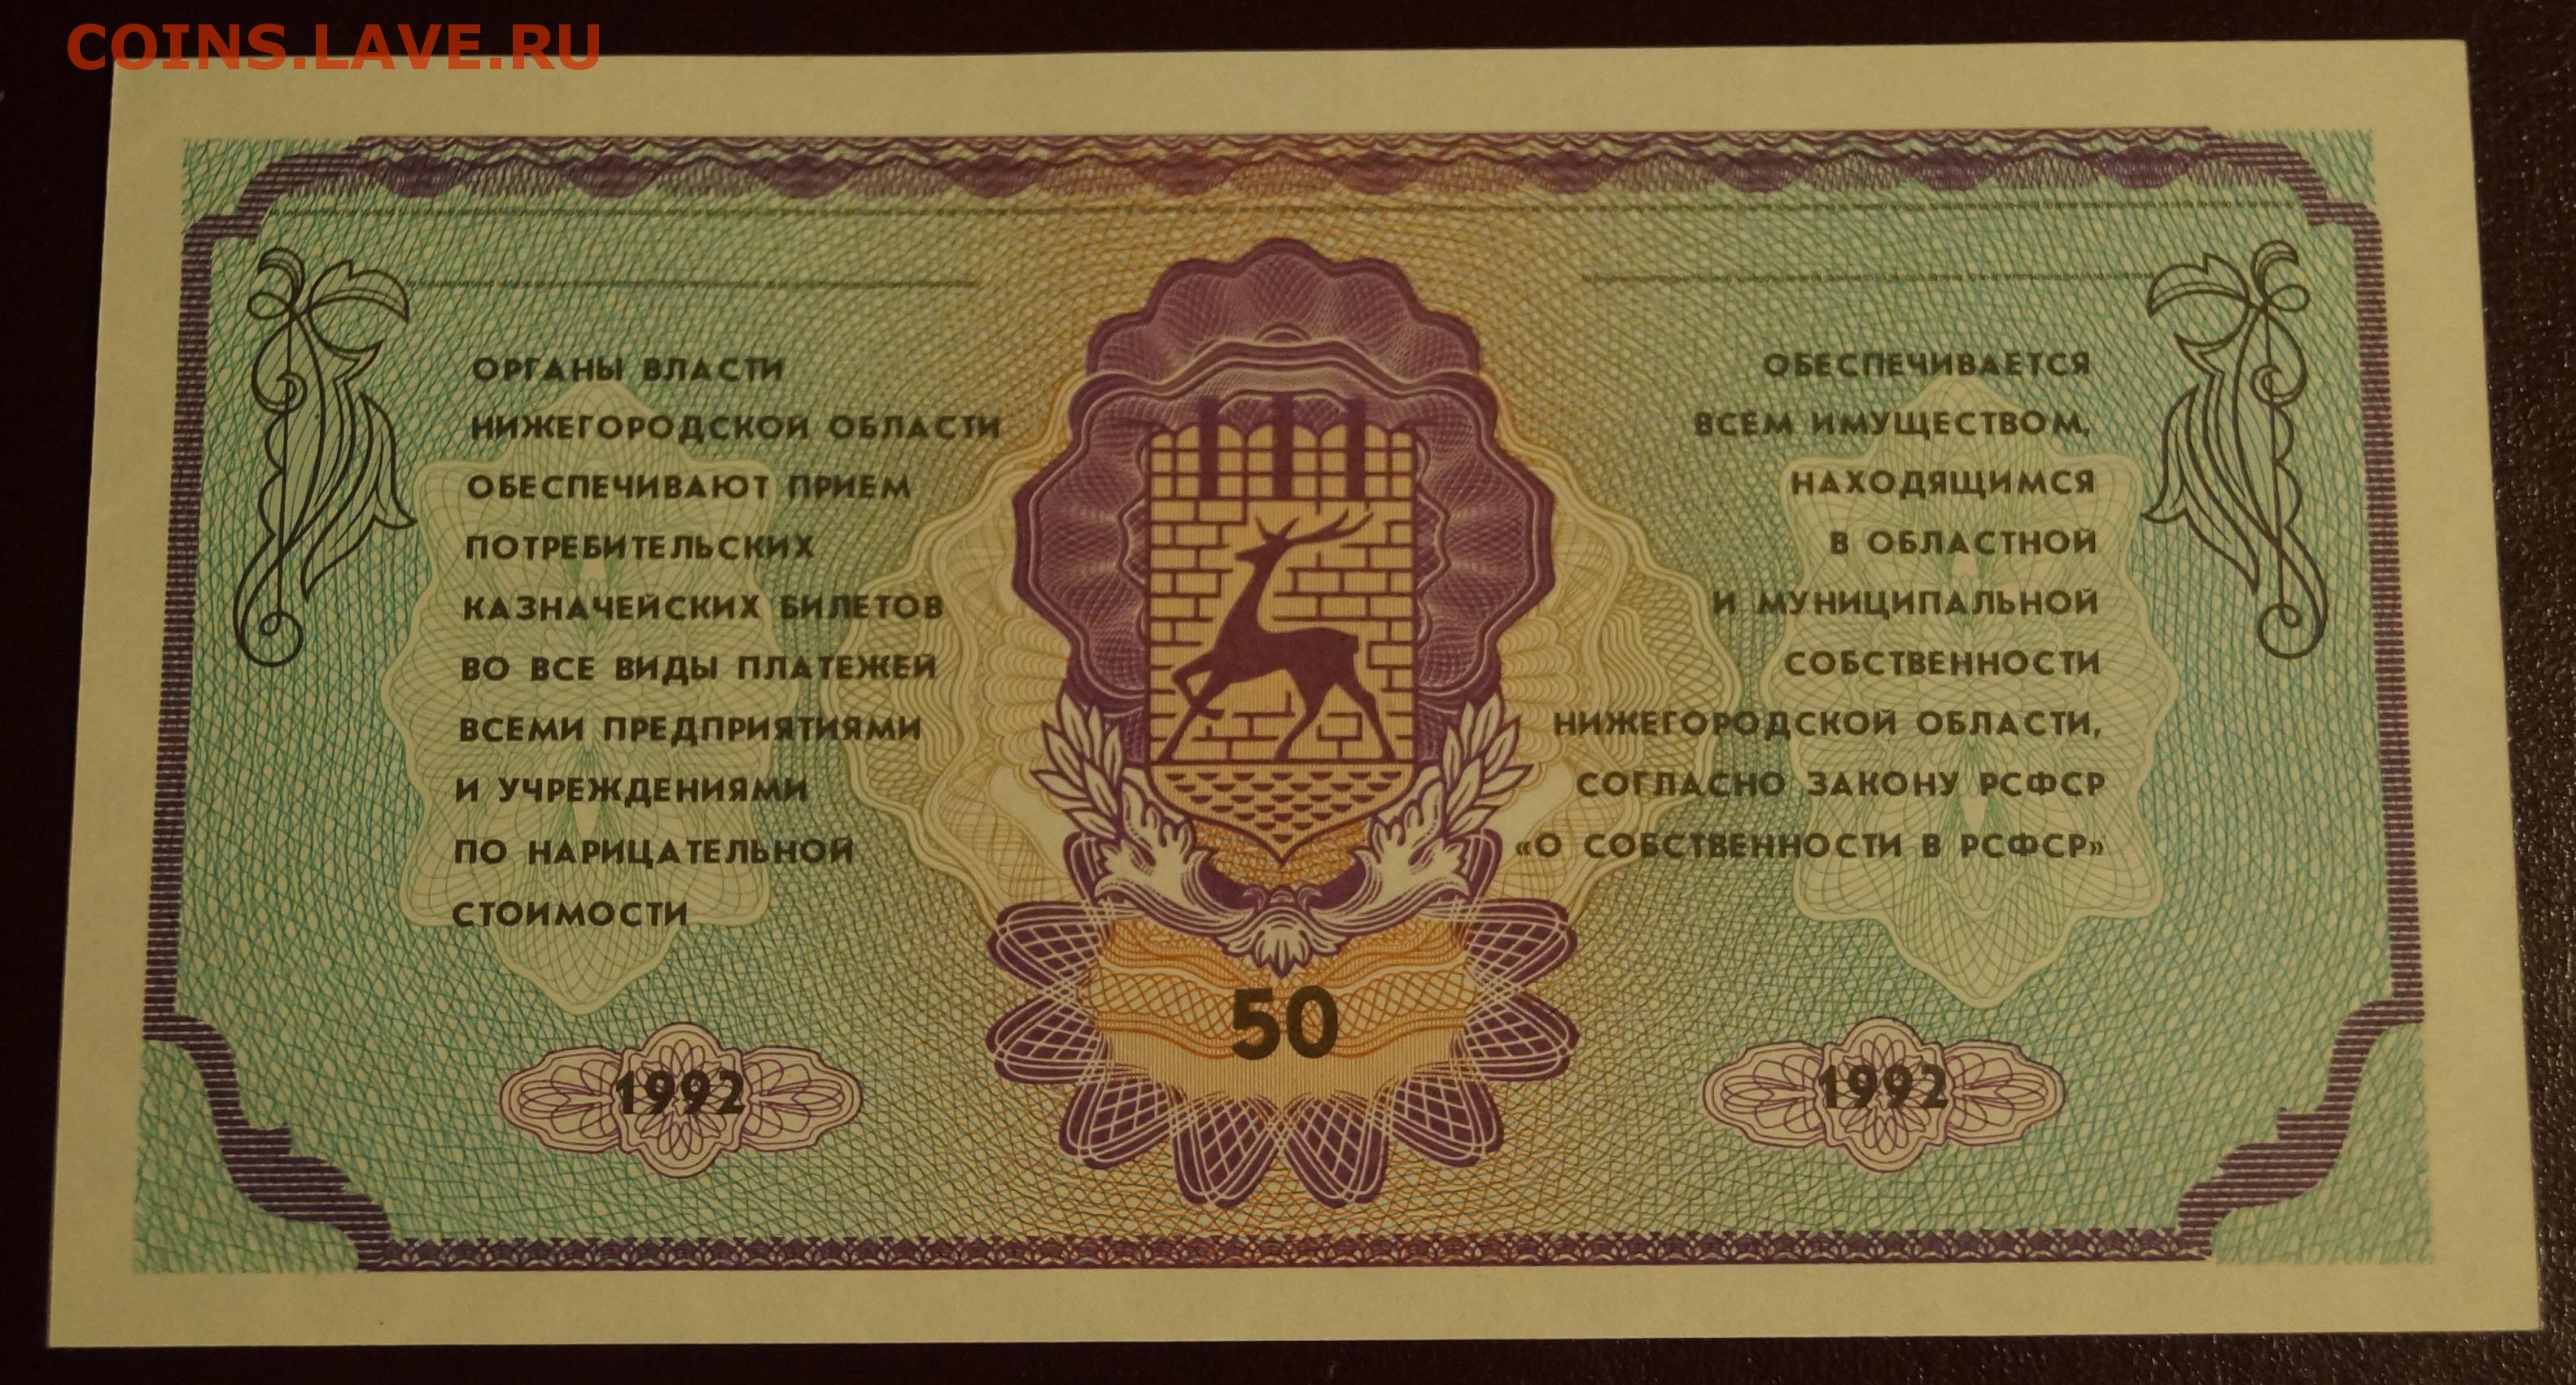 COINS.LAVE.RU
ОРГАНЫ ВЛАСТИ
НИЖЕГОРОДСКОЙ ОБЛАСТИ
ОБЕСПЕЧИВАЮТ ПРИЕМ
ПОТРЕБИТЕЛЬСКИХ
КАЗНАЧЕЙСКИХ БИЛЕТОВ
ВО ВСЕ ВИДЫ ПЛАТЕЖЕЙ
ВСЕМИ ПРЕДПРИЯТИЯМИ
И УЧРЕЖДЕНИЯМИ
ПО НАРИЦАТЕЛЬНОЙ
СТОИМОСТИ
ОБЕСПЕЧИВАЕТСЯ
ВСЕМ ИМУЩЕСТВОМ,
НАХОДЯЩИМСЯ
В ОБЛАСТНОЙ
И МУНИЦИПАЛЬНОЙ
СОБСТВЕННОСТИ
НИЖЕГОРОДСКОЙ ОБЛАСТИ,
СОГЛАСНО ЗАКОНУ РСФСР
«О СОБСТВЕННОСТИ В РСФСР»
50
1992
1992